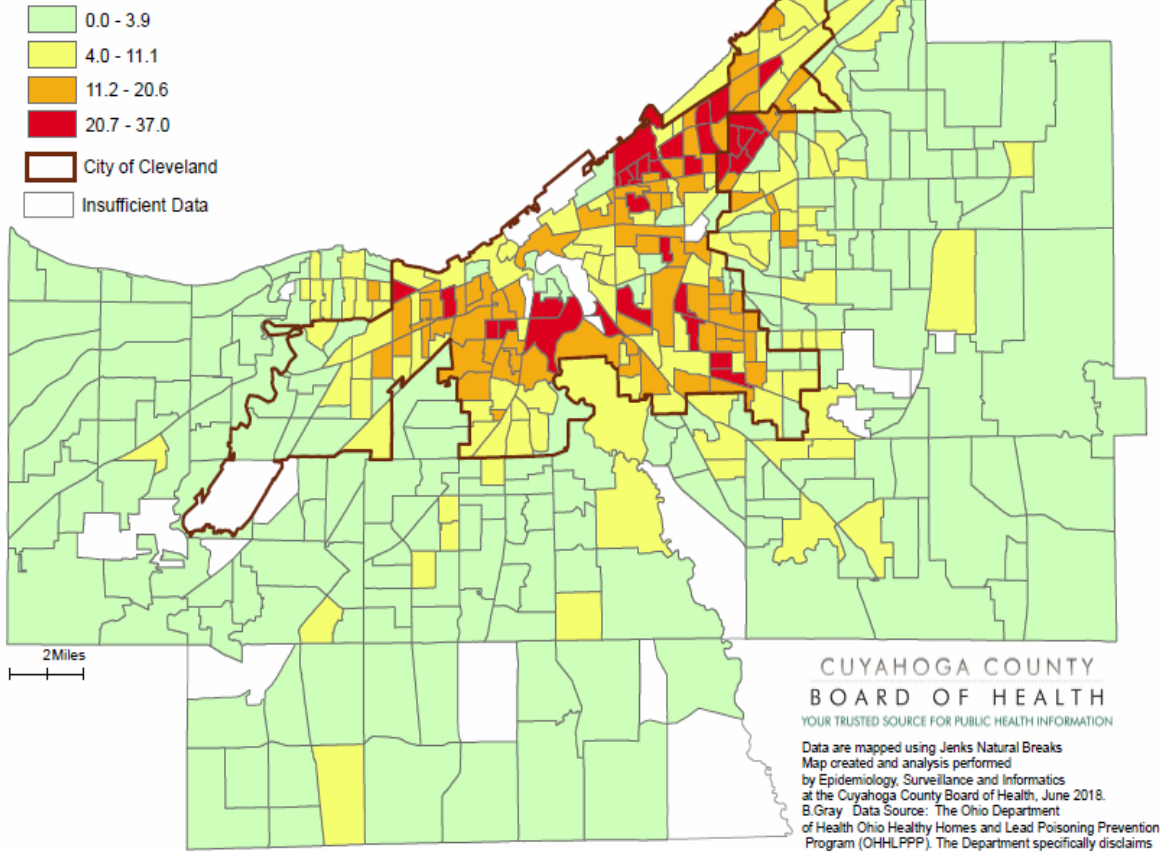 0.0 - 3.9
4.0 - 11.1
11.2 - 20.6
20.7 - 37.0
City of Cleveland
Insufficient Data
2Miles
CUYAHOGA COUNTY
BOARD OF HEALTH
YOUR TRUSTED SOURCE FOR PUBLIC HEALTH INFORMATION
Data are mapped using Jenks Natural Breaks
Map created and analysis performed
by Epidemiology, Surveillance and Informatics
at the Cuyahoga County Board of Health, June 2018.
B.Gray Data Source: The Ohio Department
of Health Ohio Healthy Homes and Lead Poisoning Prevention
Program (OHHLPPP). The Department specifically disclaims